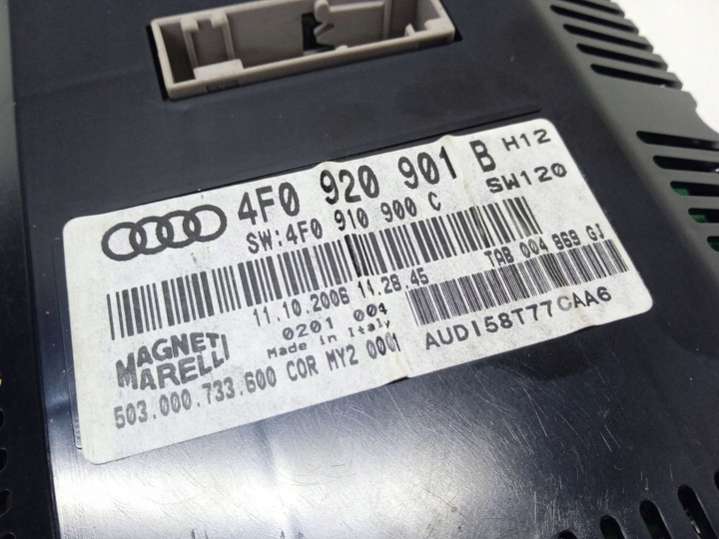 4F0 920 901 B H12
SW:4F0 910 900 C SW120
11.10.2006 11.28.45 TAB 004 869 GJ
0201 004
Made in Italy
AUDI58T77CAA6
MAGNETI
MARELLI
503.000.733.600 COR MY2 0001